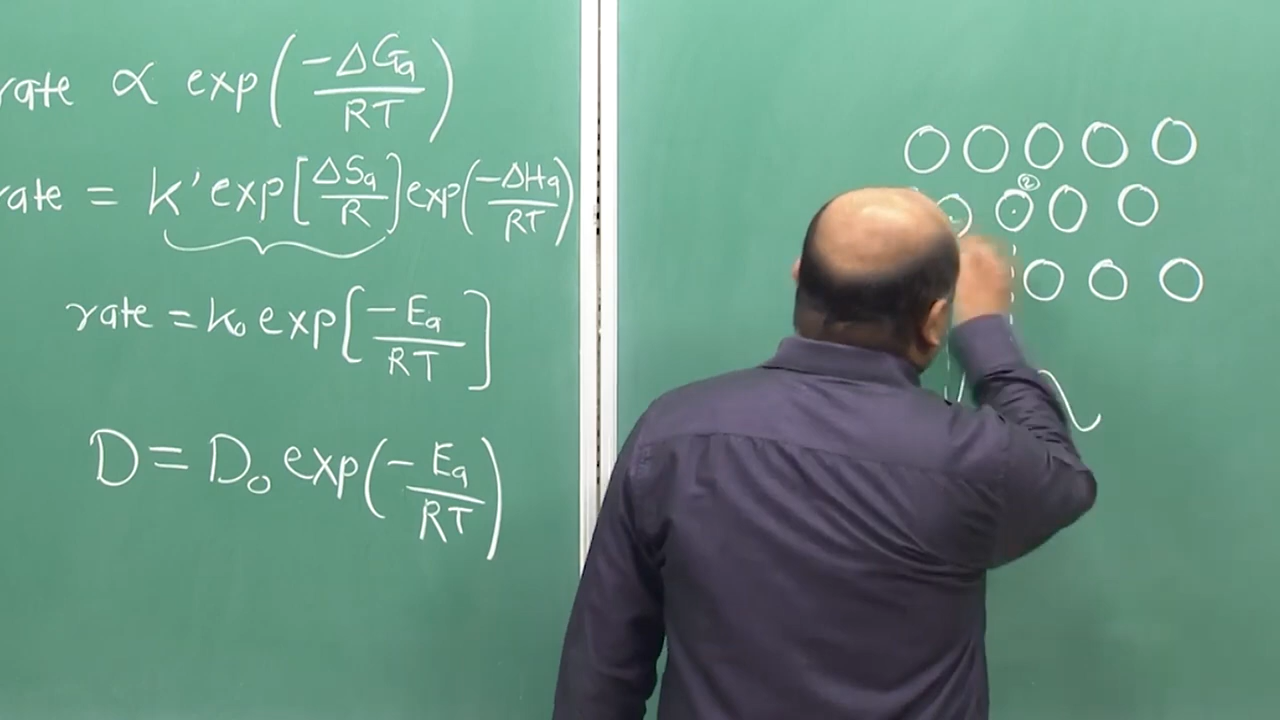 rate ∝ exp(-ΔGa/RT)
rate = k' exp[ΔSa/R] exp(-ΔHa/RT)
rate = k₀ exp[-Ea/RT]
D = D₀ exp(-Ea/RT)
2